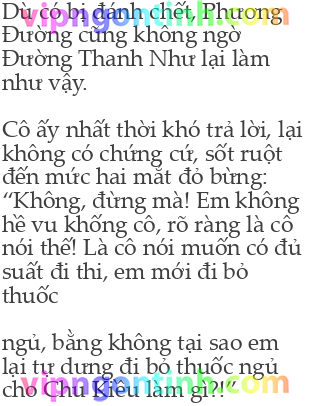 Dù có bị đánh chết, Phương
vipngontinh.com
Đường cũng không ngờ
Đường Thanh Như lại làm
như vậy.

Cô ấy nhất thời khó trả lời, lại
không có chứng cứ, sốt ruột
đến mức hai mắt đỏ bừng:
“Không, đừng mà! Em không
hề vu khống cô, rõ ràng là cô
nói thế! Là cô nói muốn có đủ
suất đi thi, em mới đi bỏ
thuốc

ngủ, bằng không tại sao em
lại tự dưng đi bỏ thuốc ngủ
vipngontinh.com
cho Chu Kiều làm gì?!”